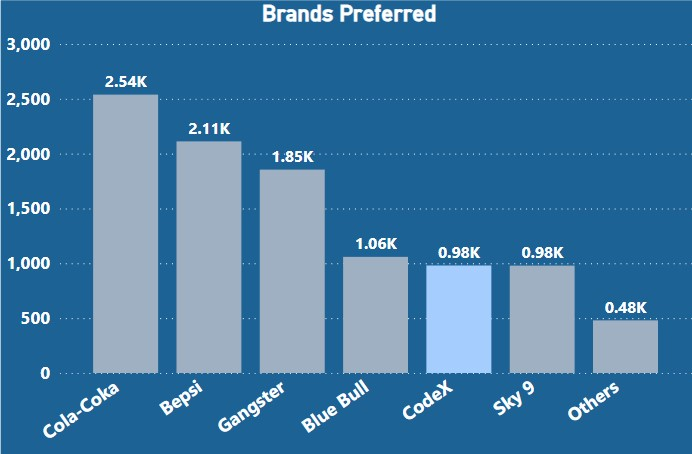 Brands Preferred
3,000
2,500
2,000
1,500
1,000
500
0
2.54K
2.11K
1.85K
1.06K
0.98K
0.98K
0.48K
Cola-Coka
Bepsi
Gangster
Blue Bull
CodeX
Sky 9
Others